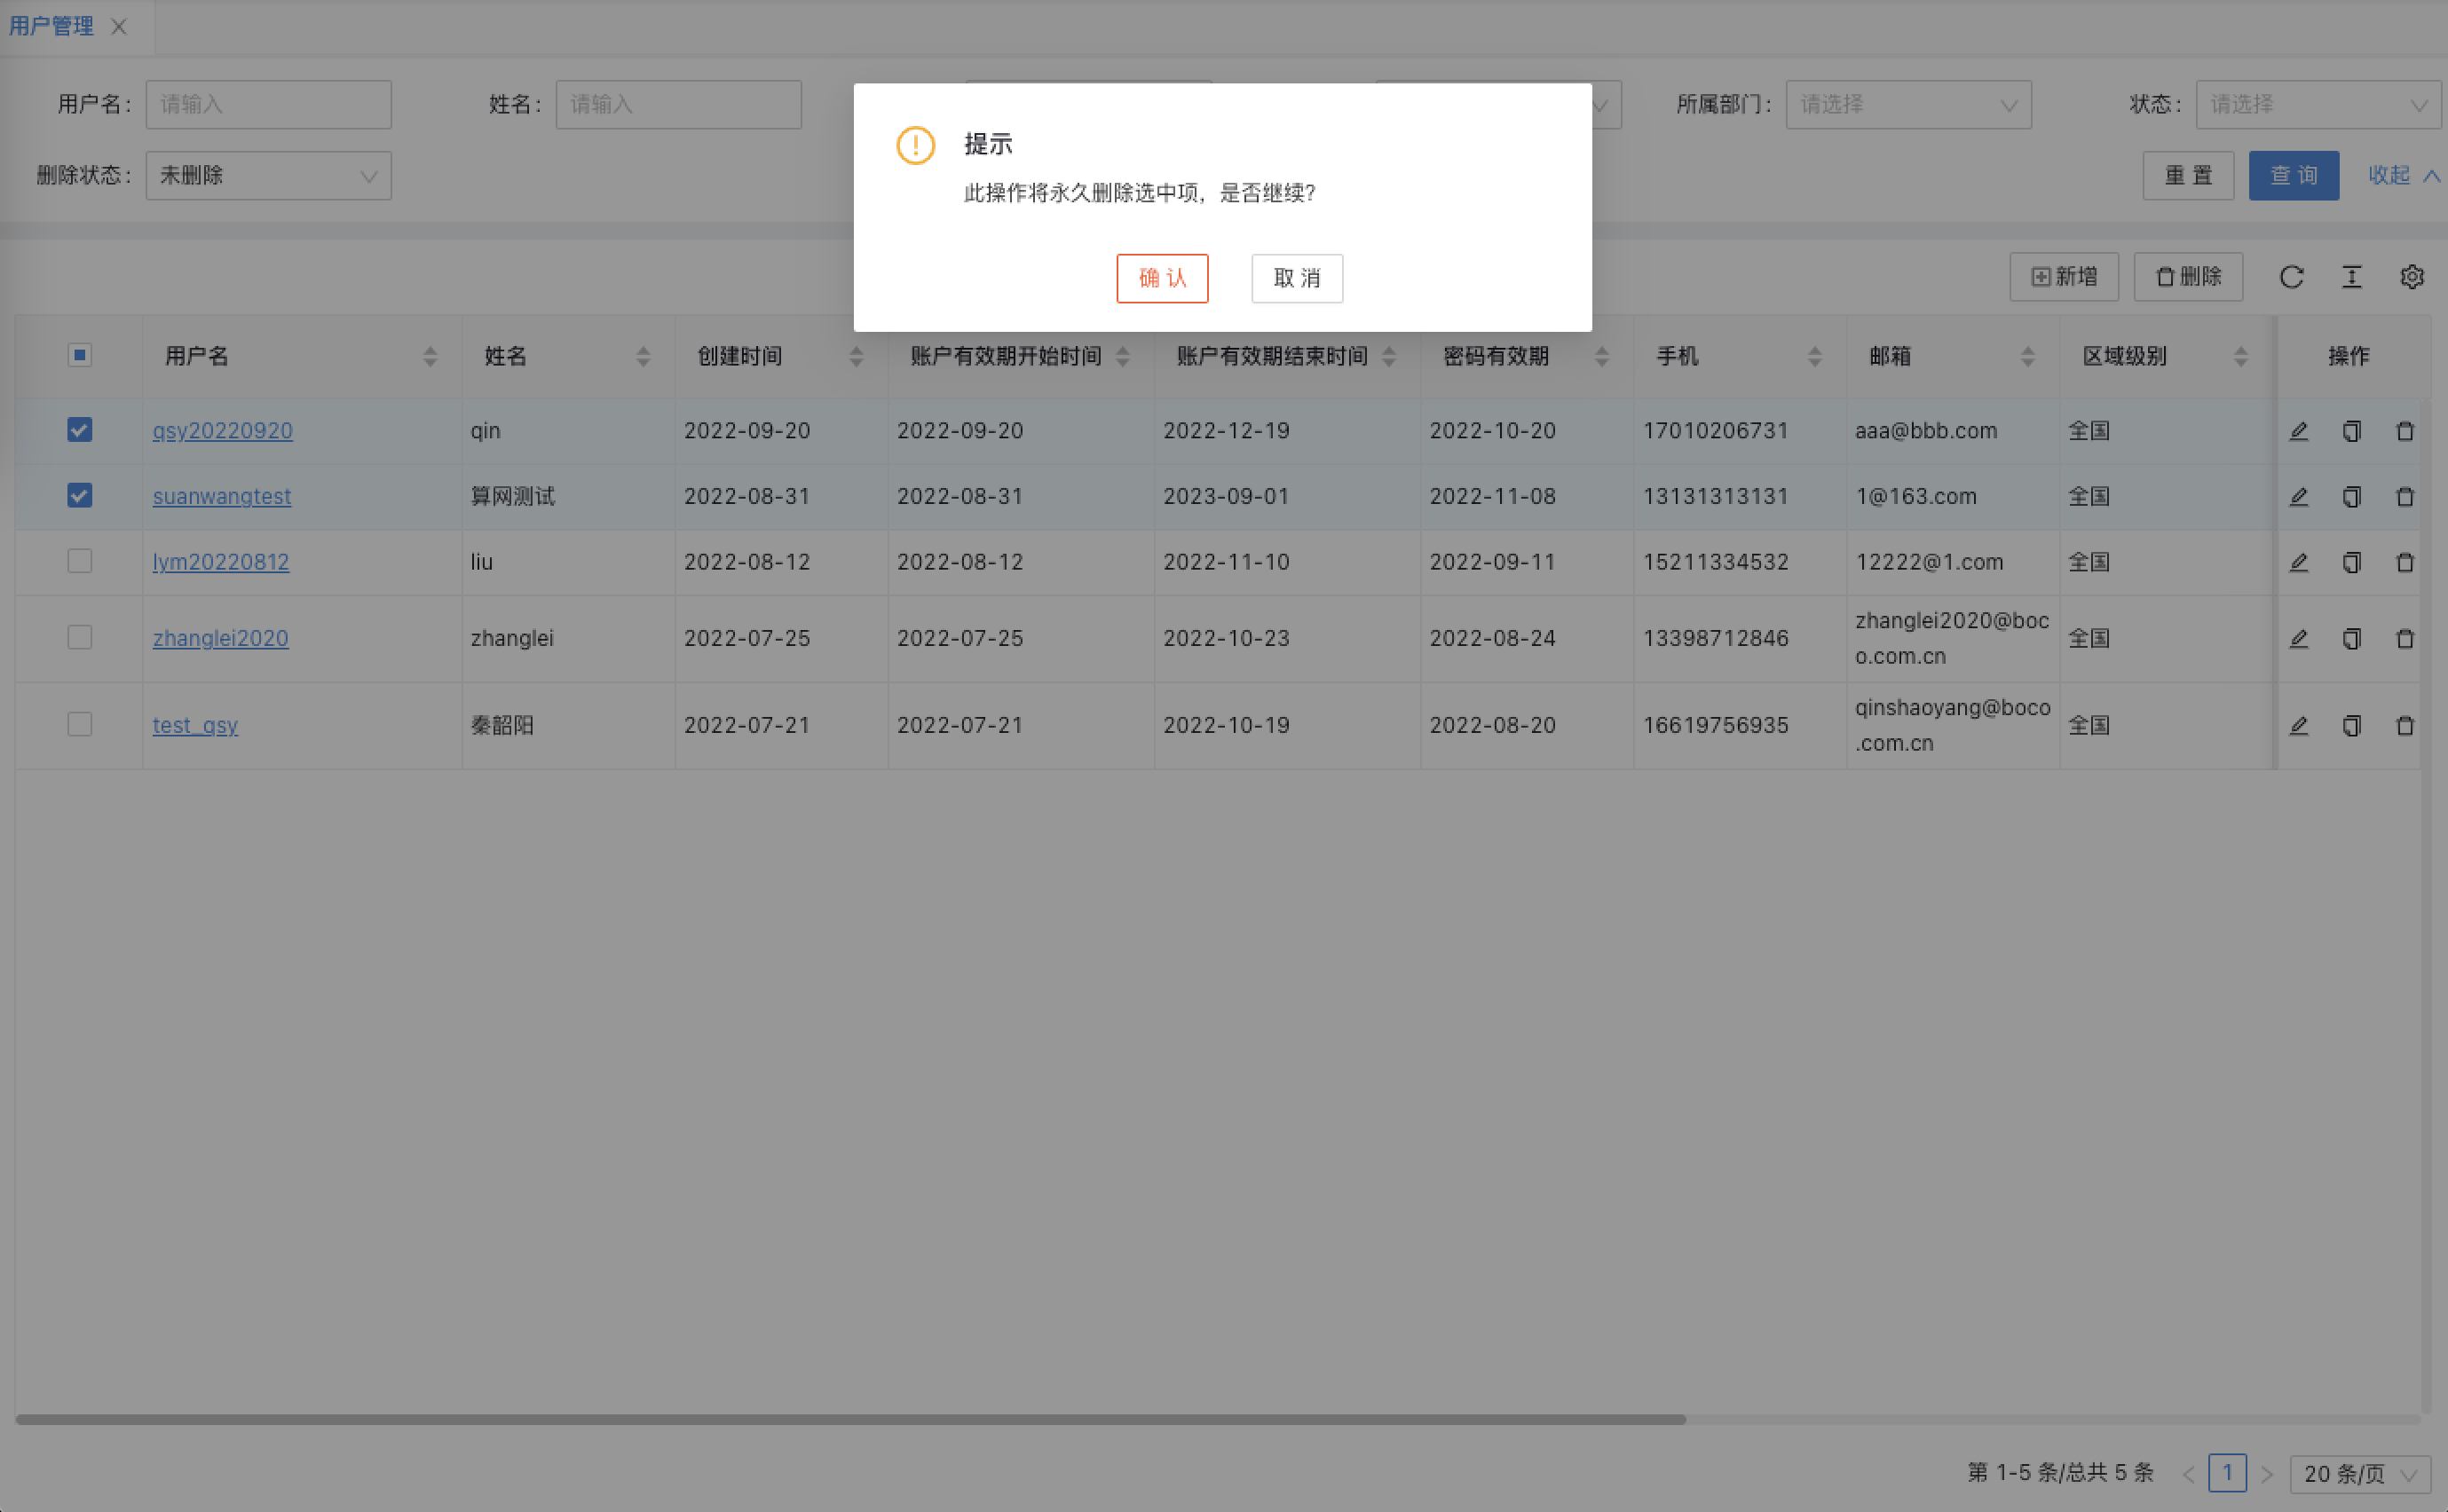 用户管理
用户名: 请输入 姓名: 请输入 所属部门: 请选择 状态: 请选择
删除状态: 未删除 重 置 查 询 收起
提示
此操作将永久删除选中项，是否继续?
确 认 取 消
新增 删除
用户名 姓名 创建时间 账户有效期开始时间 账户有效期结束时间 密码有效期 手机 邮箱 区域级别 操作
qsy20220920 qin 2022-09-20 2022-09-20 2022-12-19 2022-10-20 17010206731 aaa@bbb.com 全国
suanwangtest 算网测试 2022-08-31 2022-08-31 2023-09-01 2022-11-08 13131313131 1@163.com 全国
lym20220812 liu 2022-08-12 2022-08-12 2022-11-10 2022-09-11 15211334532 12222@1.com 全国
zhanglei2020 zhanglei 2022-07-25 2022-07-25 2022-10-23 2022-08-24 13398712846 zhanglei2020@boc 全国
o.com.cn
test_qsy 秦韶阳 2022-07-21 2022-07-21 2022-10-19 2022-08-20 16619756935 qinshaoyang@boco 全国
.com.cn
第 1-5 条/总共 5 条 < 1 > 20 条/页